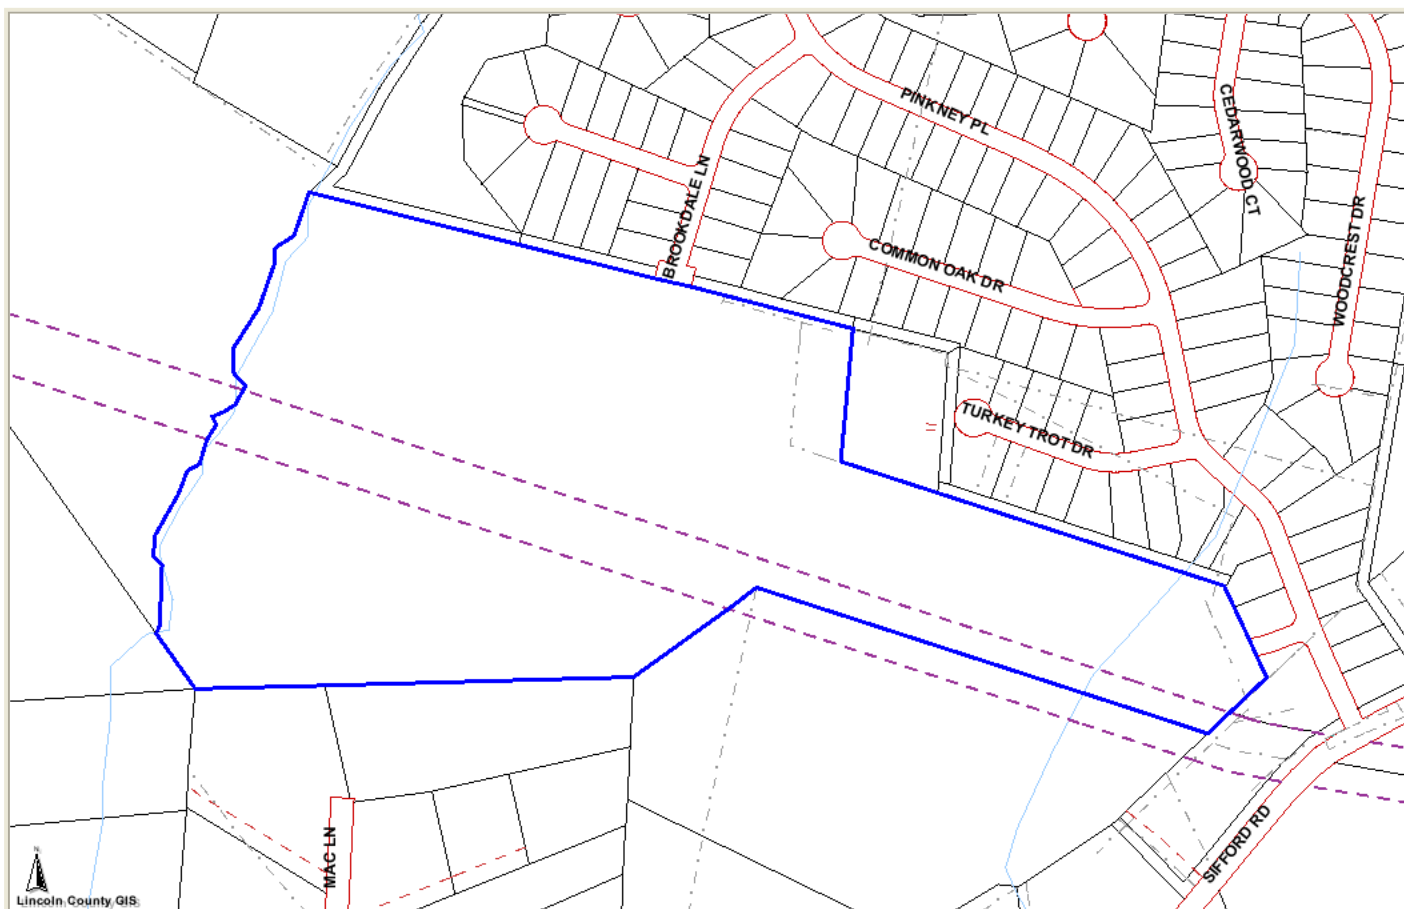 PINKNEY PL
CEDARWOOD CT
BROOKDALE LN
WOODCREST DR
COMMON OAK DR
TURKEY TROT DR
MAC LN
SIFFORD RD
N
Lincoln County GIS